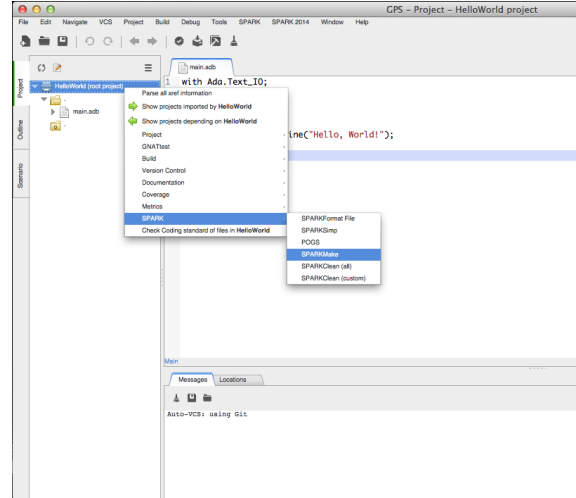 GPS - Project - HelloWorld project
File Edit Navigate VCS Project Build Debug Tools SPARK SPARK 2014 Window Help
Project
Outline
Scenario
HelloWorld (root project)
.
main.adb
.
main.adb
1 with Ada.Text_IO;
ine("Hello, World!");
Parse all xref information
Show projects imported by HelloWorld
Show projects depending on HelloWorld
Project
GNATtest
Build
Version Control
Documentation
Coverage
Metrics
SPARK
Check Coding standard of files in HelloWorld
SPARKFormat File
SPARKSimp
POGS
SPARKMake
SPARKClean (all)
SPARKClean (custom)
Main
Messages Locations
Auto-VCS: using Git